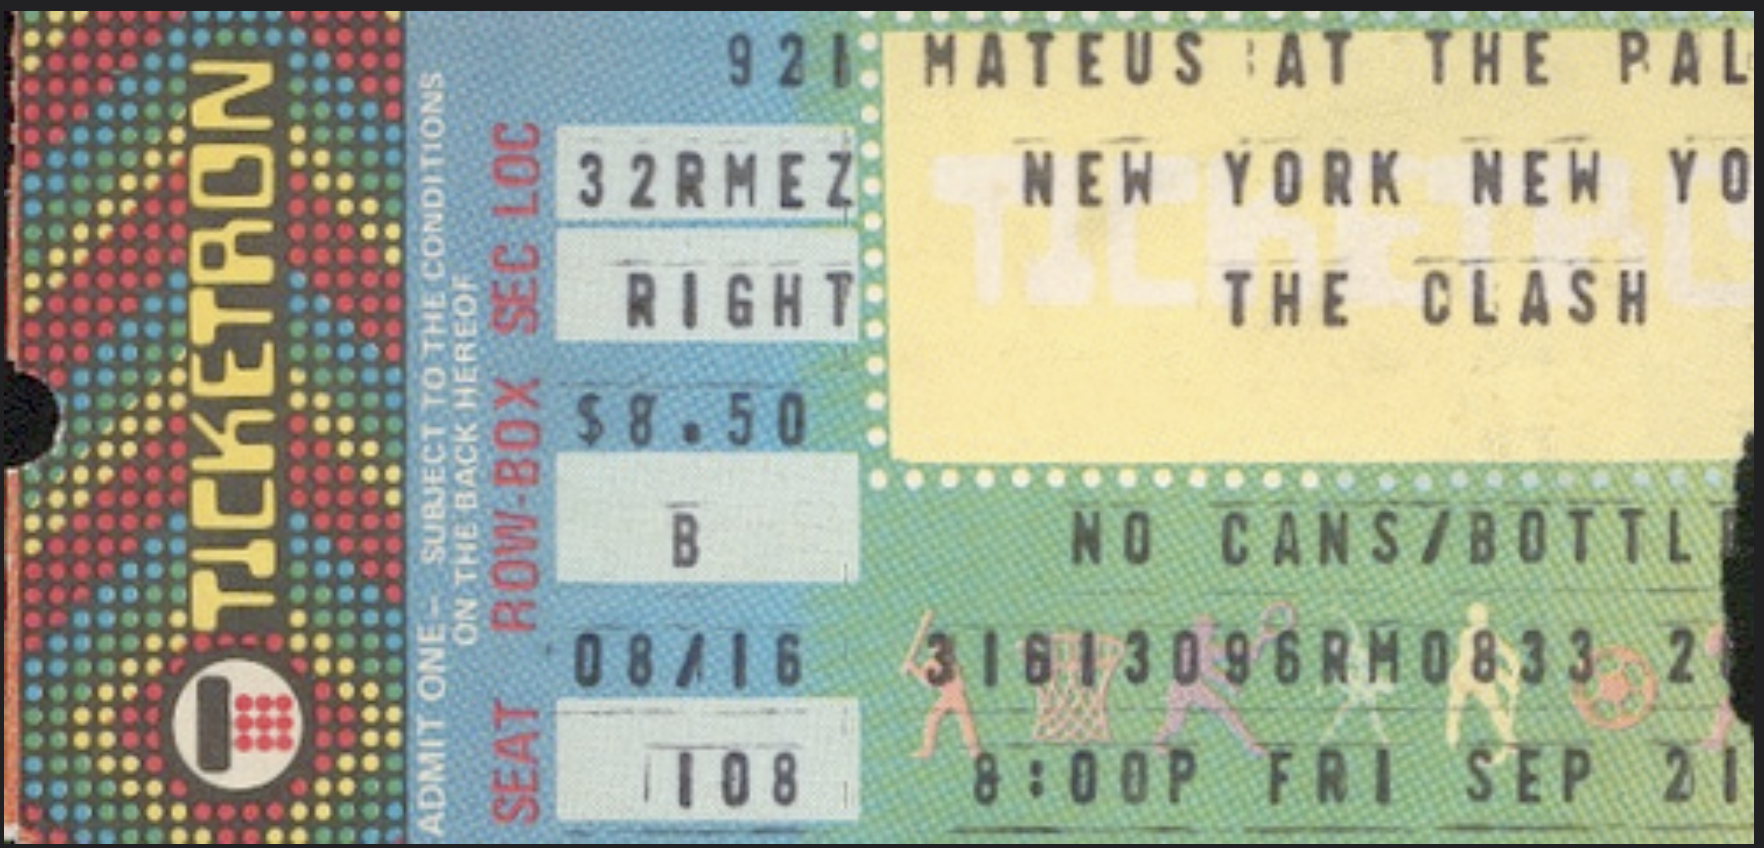 TICKETRON
ADMIT ONE— SUBJECT TO THE CONDITIONS
ON THE BACK HEREOF
SEAT ROW-BOX SEC LOC
921
32RMEZ
RIGHT
$8.50
B
08/16
108
MATEUS AT THE PAL
NEW YORK NEW YO
THE CLASH
NO CANS/BOTTLE
31613096RM0833 2
8:00P FRI SEP 21